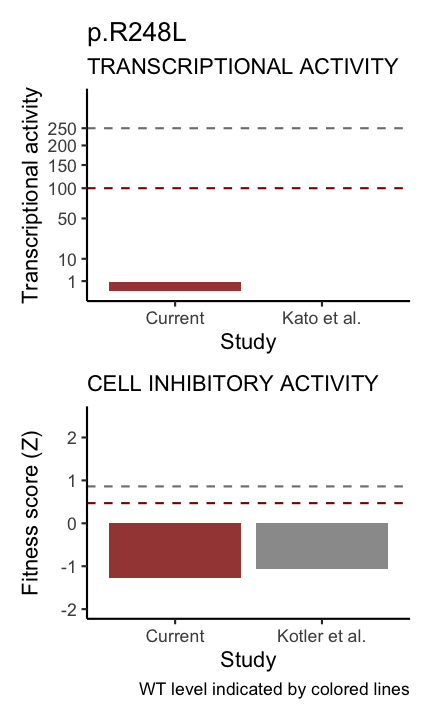 p.R248L
TRANSCRIPTIONAL ACTIVITY
Transcriptional activity
250
200
150
100
50
10
1
Current
Kato et al.
Study
CELL INHIBITORY ACTIVITY
Fitness score (Z)
2
1
0
-1
-2
Current
Kotler et al.
Study
WT level indicated by colored lines